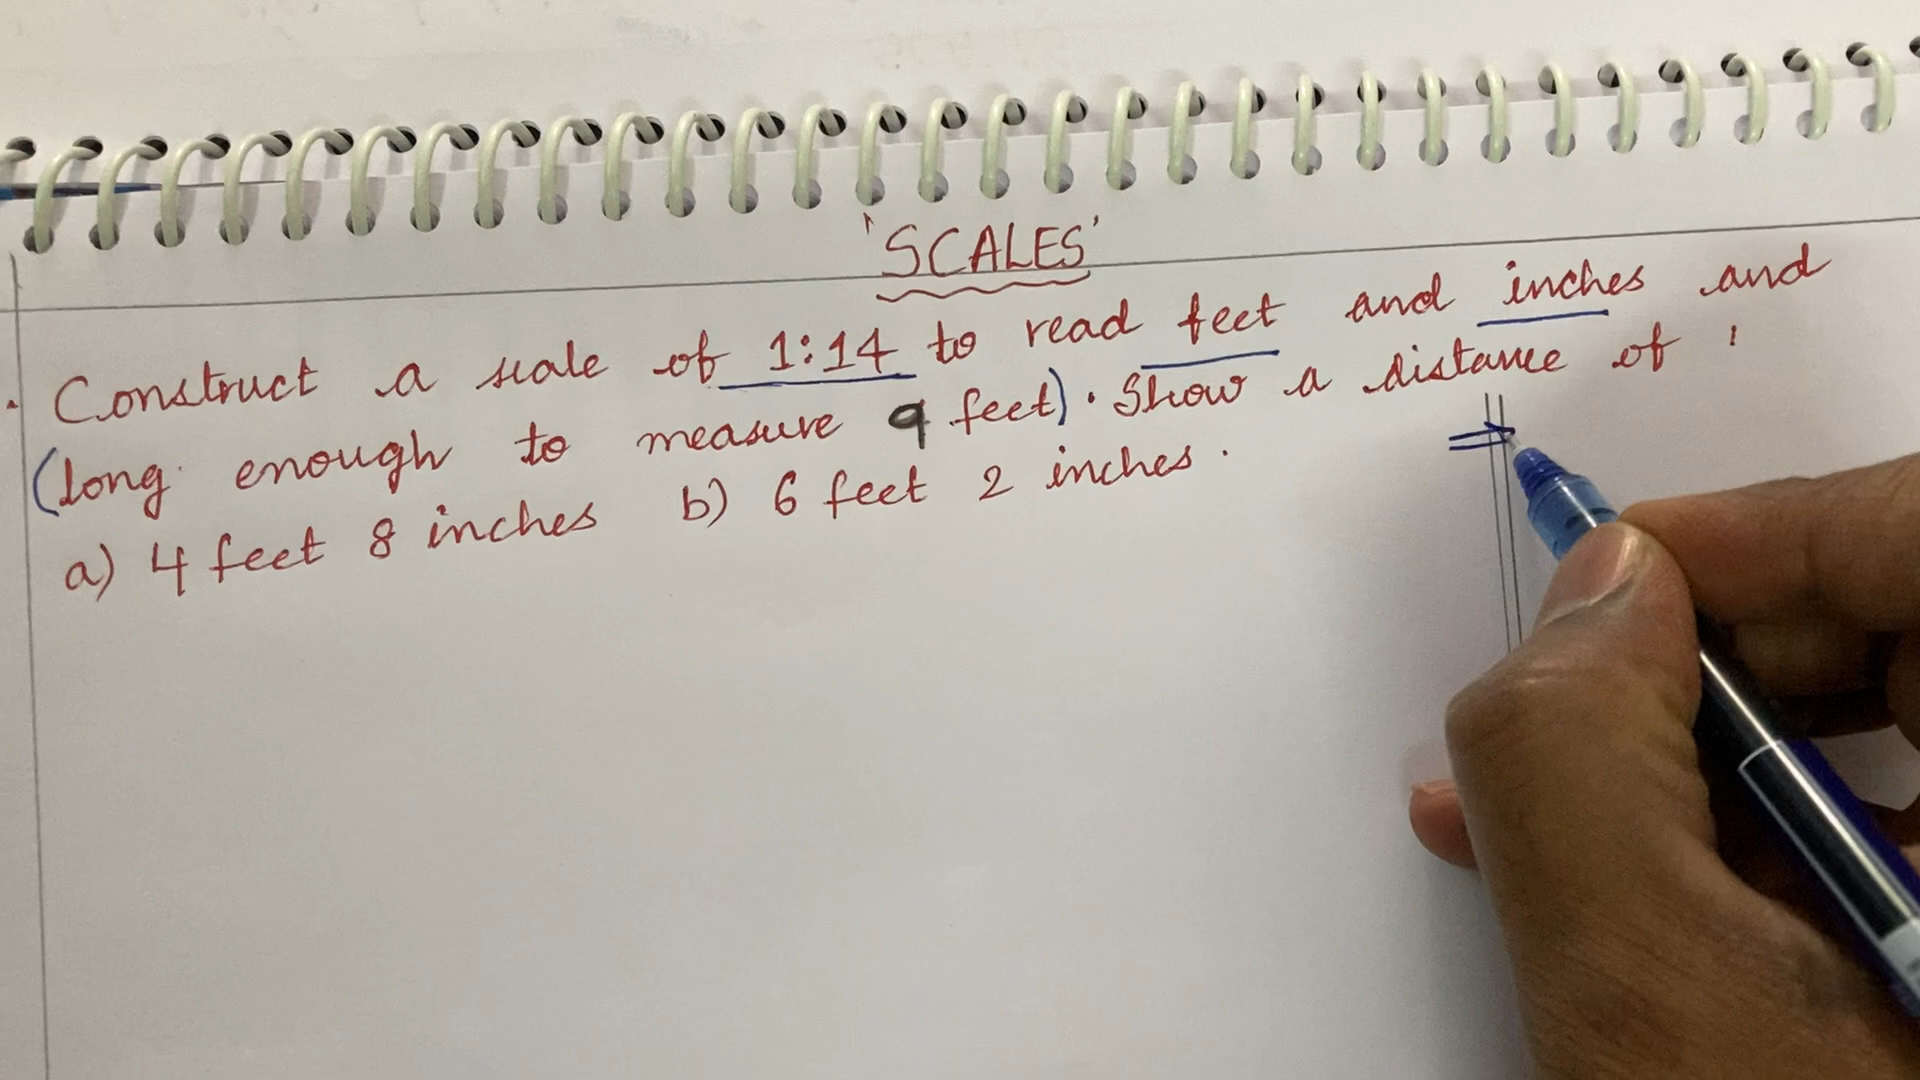 'SCALES'
. Construct a scale of 1:14 to read feet and inches and
(long enough to measure 9 feet). Show a distance of
a) 4 feet 8 inches b) 6 feet 2 inches.